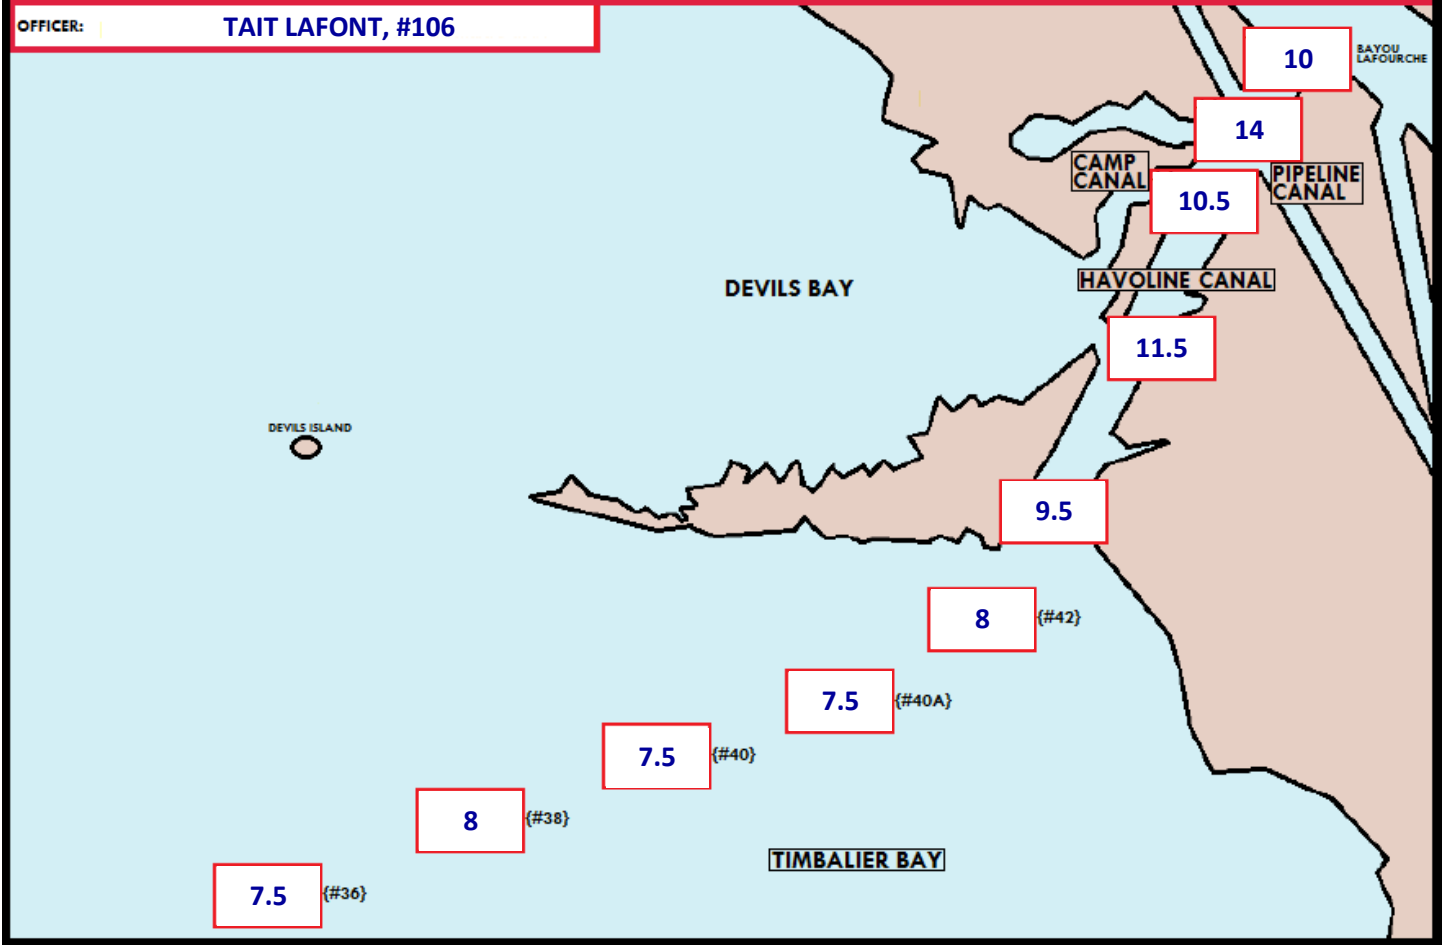 OFFICER: TAIT LAFONT, #106
10
BAYOU
LAFOURCHE
14
CAMP
CANAL
PIPELINE
CANAL
10.5
HAVOLINE CANAL
DEVILS BAY
11.5
DEVILS ISLAND
9.5
8 {#42}
7.5 {#40A}
7.5 {#40}
8 {#38}
TIMBALIER BAY
7.5 {#36}